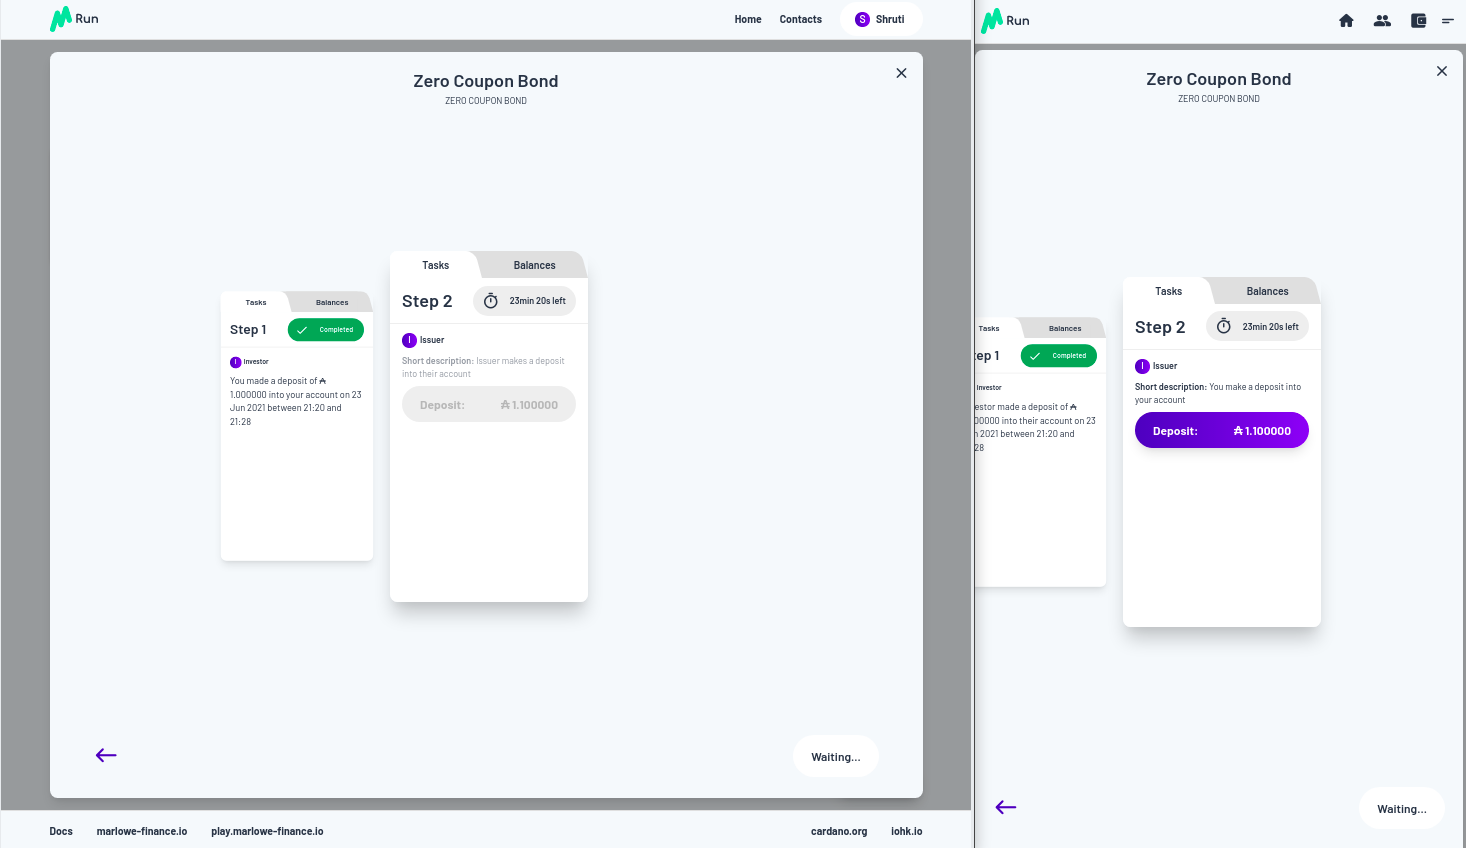 Run
Home Contacts S Shruti
Zero Coupon Bond
ZERO COUPON BOND
Tasks Balances
Step 1 Completed
I Investor
You made a deposit of ₳
1.000000 into your account on 23
Jun 2021 between 21:20 and
21:28
Tasks Balances
Step 2 23min 20s left
I Issuer
Short description: Issuer makes a deposit
into their account
Deposit: ₳ 1.100000
Waiting...
Docs marlowe-finance.io play.marlowe-finance.io cardano.org iohk.io
Run
Zero Coupon Bond
ZERO COUPON BOND
Tasks Balances
ep 1 Completed
Investor
estor made a deposit of ₳
00000 into their account on 23
n 2021 between 21:20 and
28
Tasks Balances
Step 2 23min 20s left
I Issuer
Short description: You make a deposit into
your account
Deposit: ₳ 1.100000
Waiting...